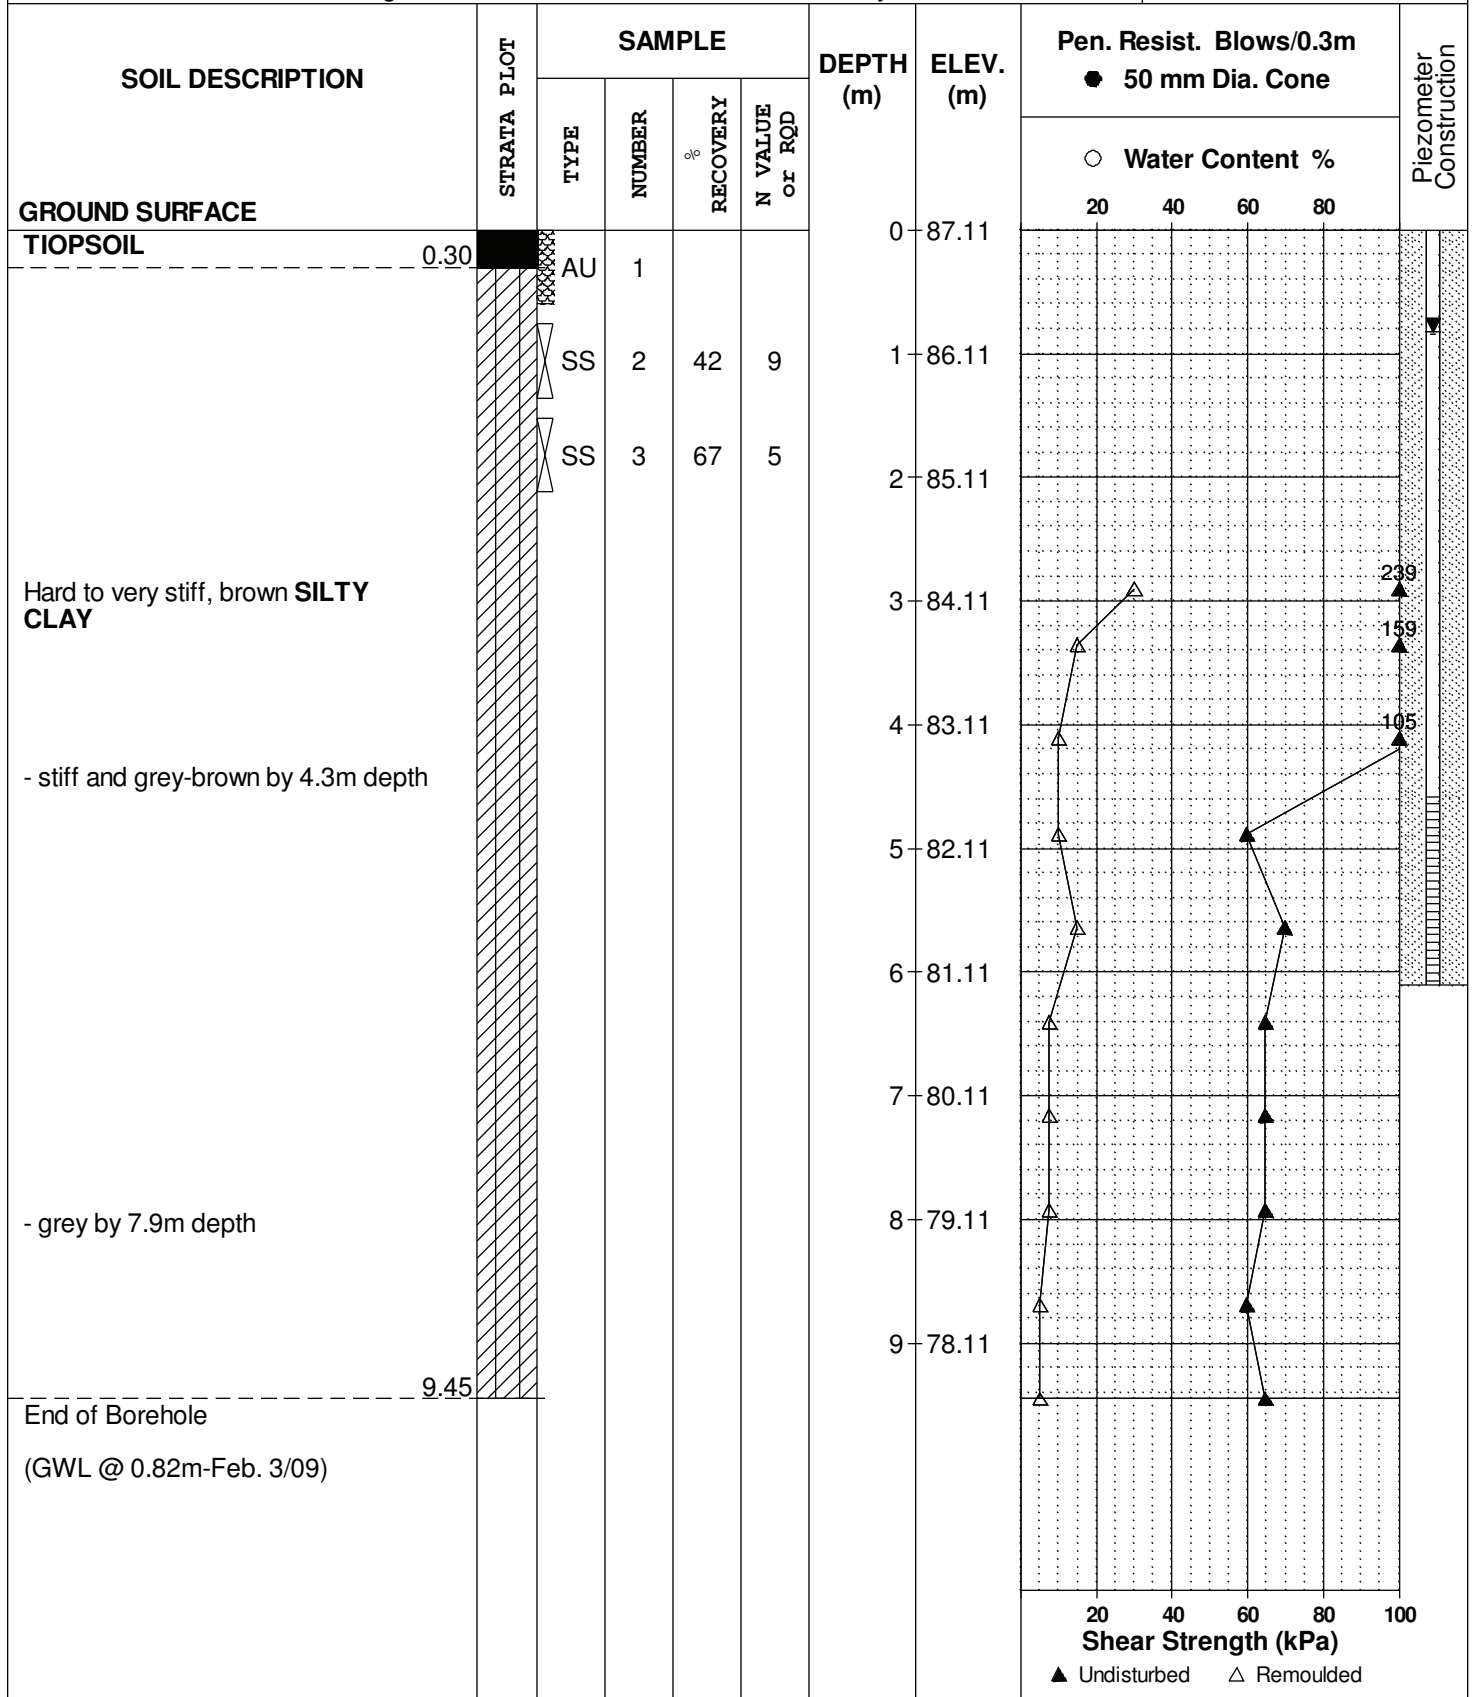 SOIL DESCRIPTION
GROUND SURFACE
STRATA PLOT
SAMPLE
TYPE
NUMBER
%
RECOVERY
N VALUE
or RQD
DEPTH
(m)
ELEV.
(m)
Pen. Resist. Blows/0.3m
● 50 mm Dia. Cone
○ Water Content %
20 40 60 80
Piezometer
Construction
TIOPSOIL
0.30
AU 1
SS 2 42 9
SS 3 67 5
0 87.11
1 86.11
2 85.11
3 84.11
4 83.11
5 82.11
6 81.11
7 80.11
8 79.11
9 78.11
239
159
105
Hard to very stiff, brown SILTY
CLAY
- stiff and grey-brown by 4.3m depth
- grey by 7.9m depth
9.45
End of Borehole
(GWL @ 0.82m-Feb. 3/09)
20 40 60 80 100
Shear Strength (kPa)
▲ Undisturbed △ Remoulded